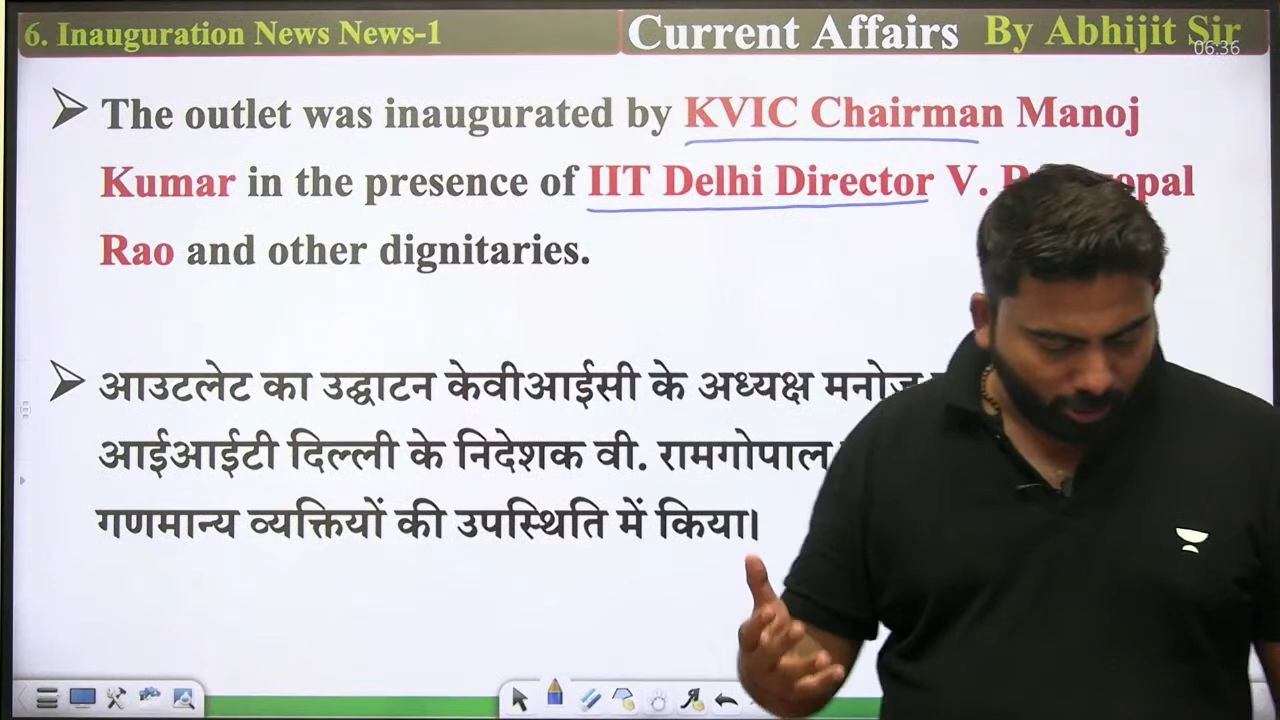 6. Inauguration News News-1
Current Affairs By Abhijit Sir
06:36
The outlet was inaugurated by KVIC Chairman Manoj
Kumar in the presence of IIT Delhi Director V.
Rao and other dignitaries.
आउटलेट का उद्घाटन केवीआईसी के अध्यक्ष मनोज
आईआईटी दिल्ली के निदेशक वी. रामगोपाल
गणमान्य व्यक्तियों की उपस्थिति में किया।